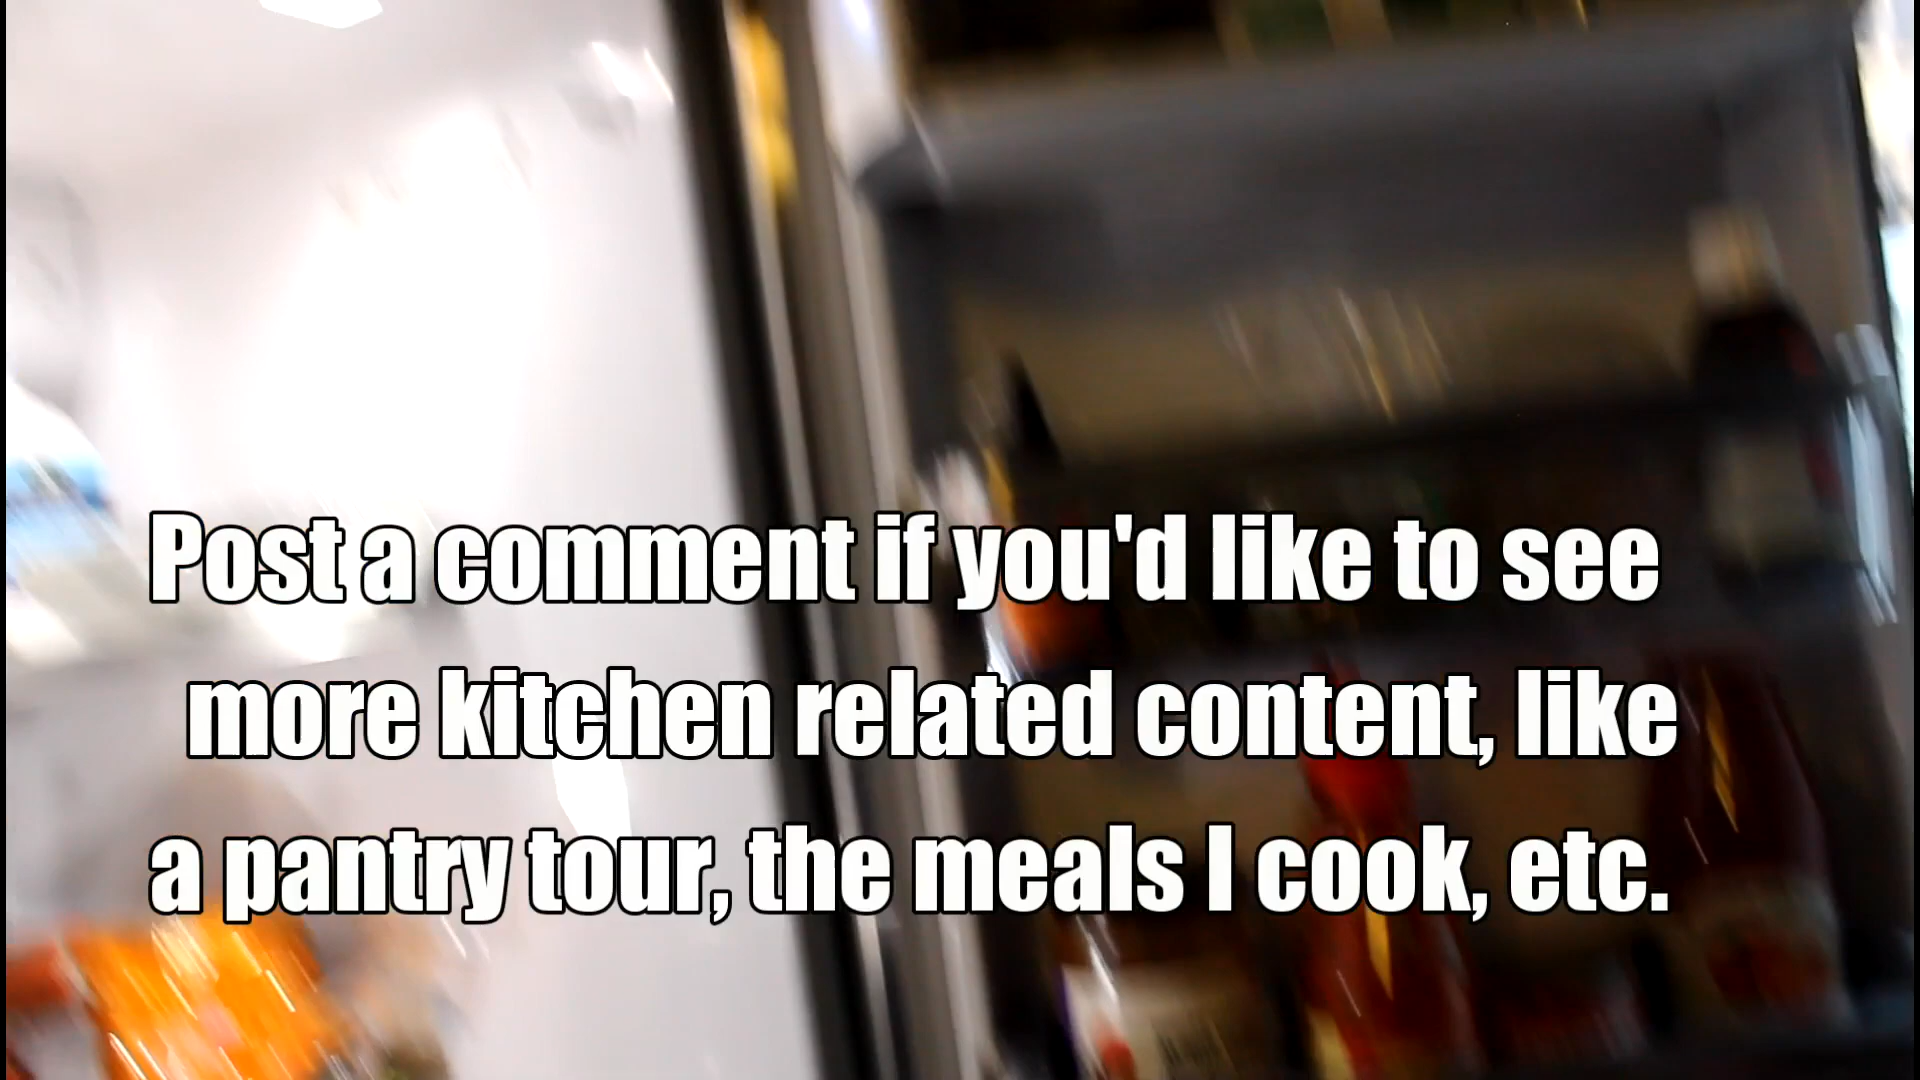 Post a comment if you'd like to see
more kitchen related content, like
a pantry tour, the meals I cook, etc.